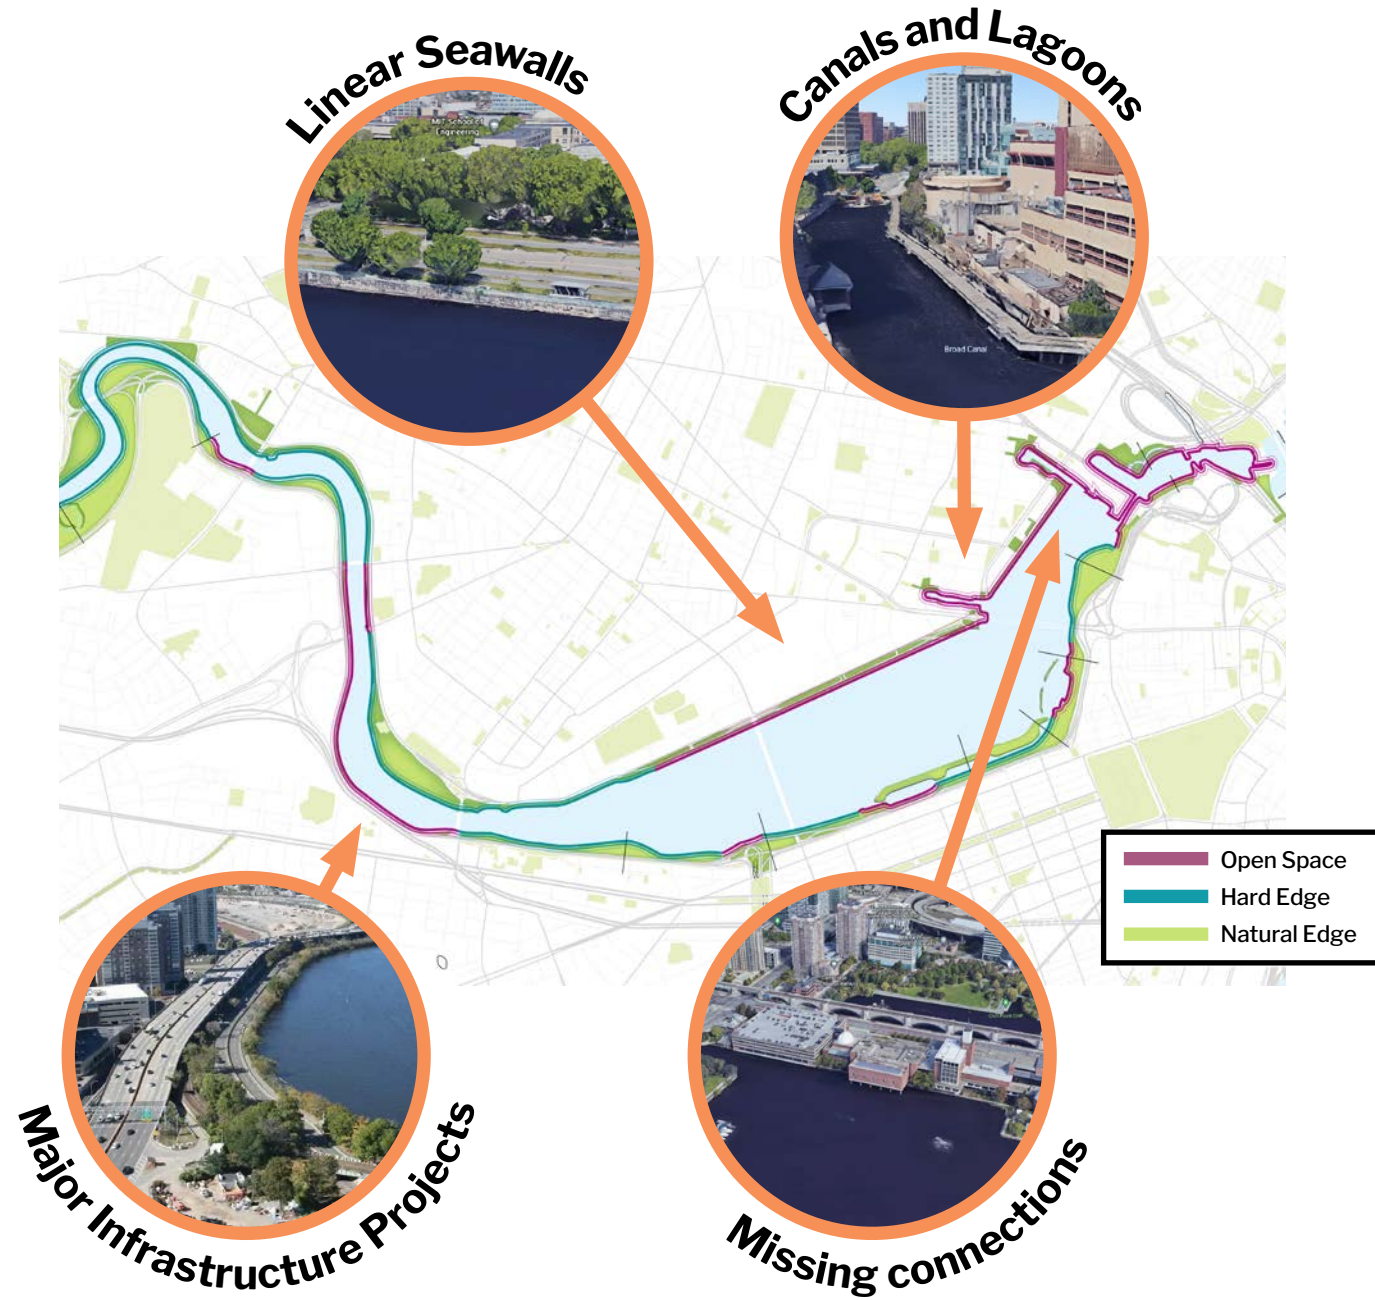 Linear Seawalls
Canals and Lagoons
MIT School of
Engineering
Broad Canal
Open Space
Hard Edge
Natural Edge
Major Infrastructure Projects
Missing connections